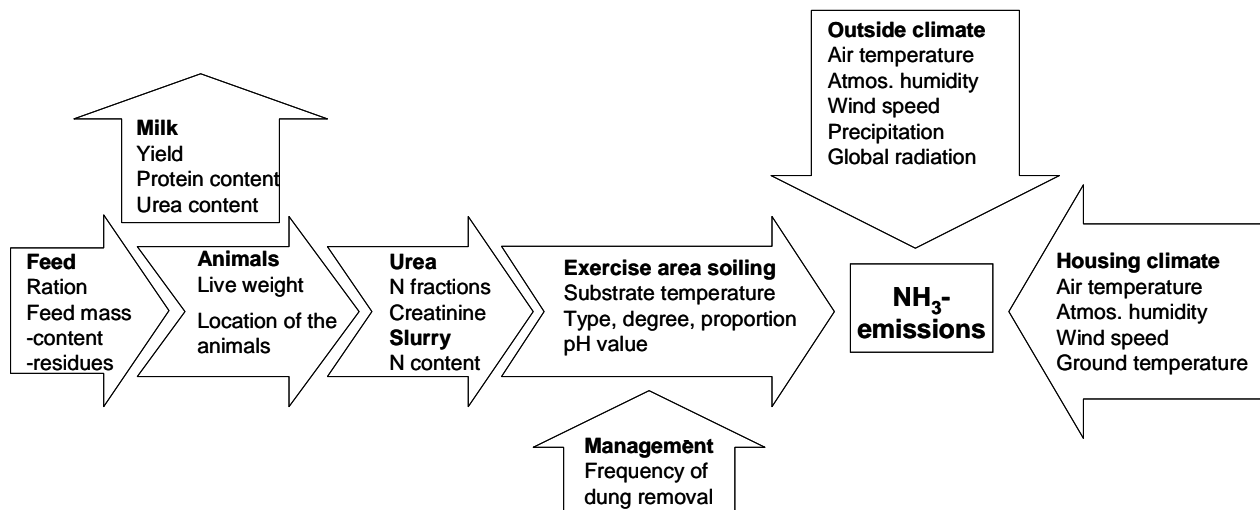 Outside climate
Air temperature
Atmos. humidity
Wind speed
Precipitation
Global radiation
Milk
Yield
Protein content
Urea content
Feed
Ration
Feed mass
-content
-residues
Animals
Live weight
Location of the
animals
Urea
N fractions
Creatinine
Slurry
N content
Exercise area soiling
Substrate temperature
Type, degree, proportion
pH value
NH₃-
emissions
Housing climate
Air temperature
Atmos. humidity
Wind speed
Ground temperature
Management
Frequency of
dung removal